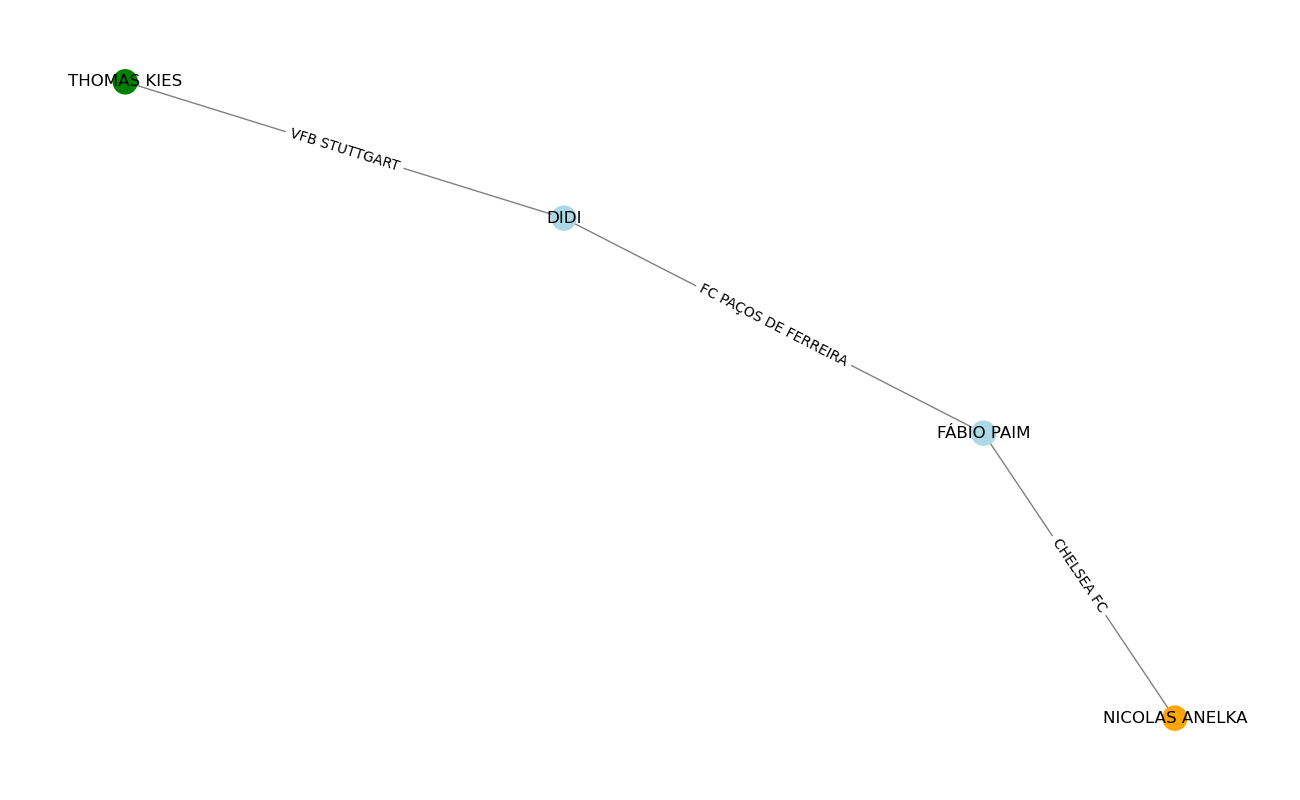 THOMAS KIES
VFB STUTTGART
DIDI
FC PAÇOS DE FERREIRA
FÁBIO PAIM
CHELSEA FC
NICOLAS ANELKA